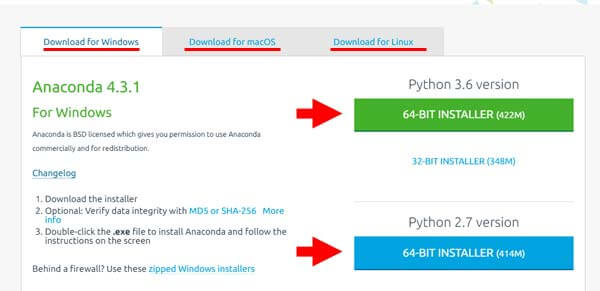 Download for Windows
Download for macOS
Download for Linux
Anaconda 4.3.1
For Windows
Anaconda is BSD licensed which gives you permission to use Anaconda
commercially and for redistribution.
Changelog
1. Download the installer
2. Optional: Verify data integrity with MD5 or SHA-256 More
info
3. Double-click the .exe file to install Anaconda and follow the
instructions on the screen
Behind a firewall? Use these zipped Windows installers
Python 3.6 version
64-BIT INSTALLER (422M)
32-BIT INSTALLER (348M)
Python 2.7 version
64-BIT INSTALLER (414M)